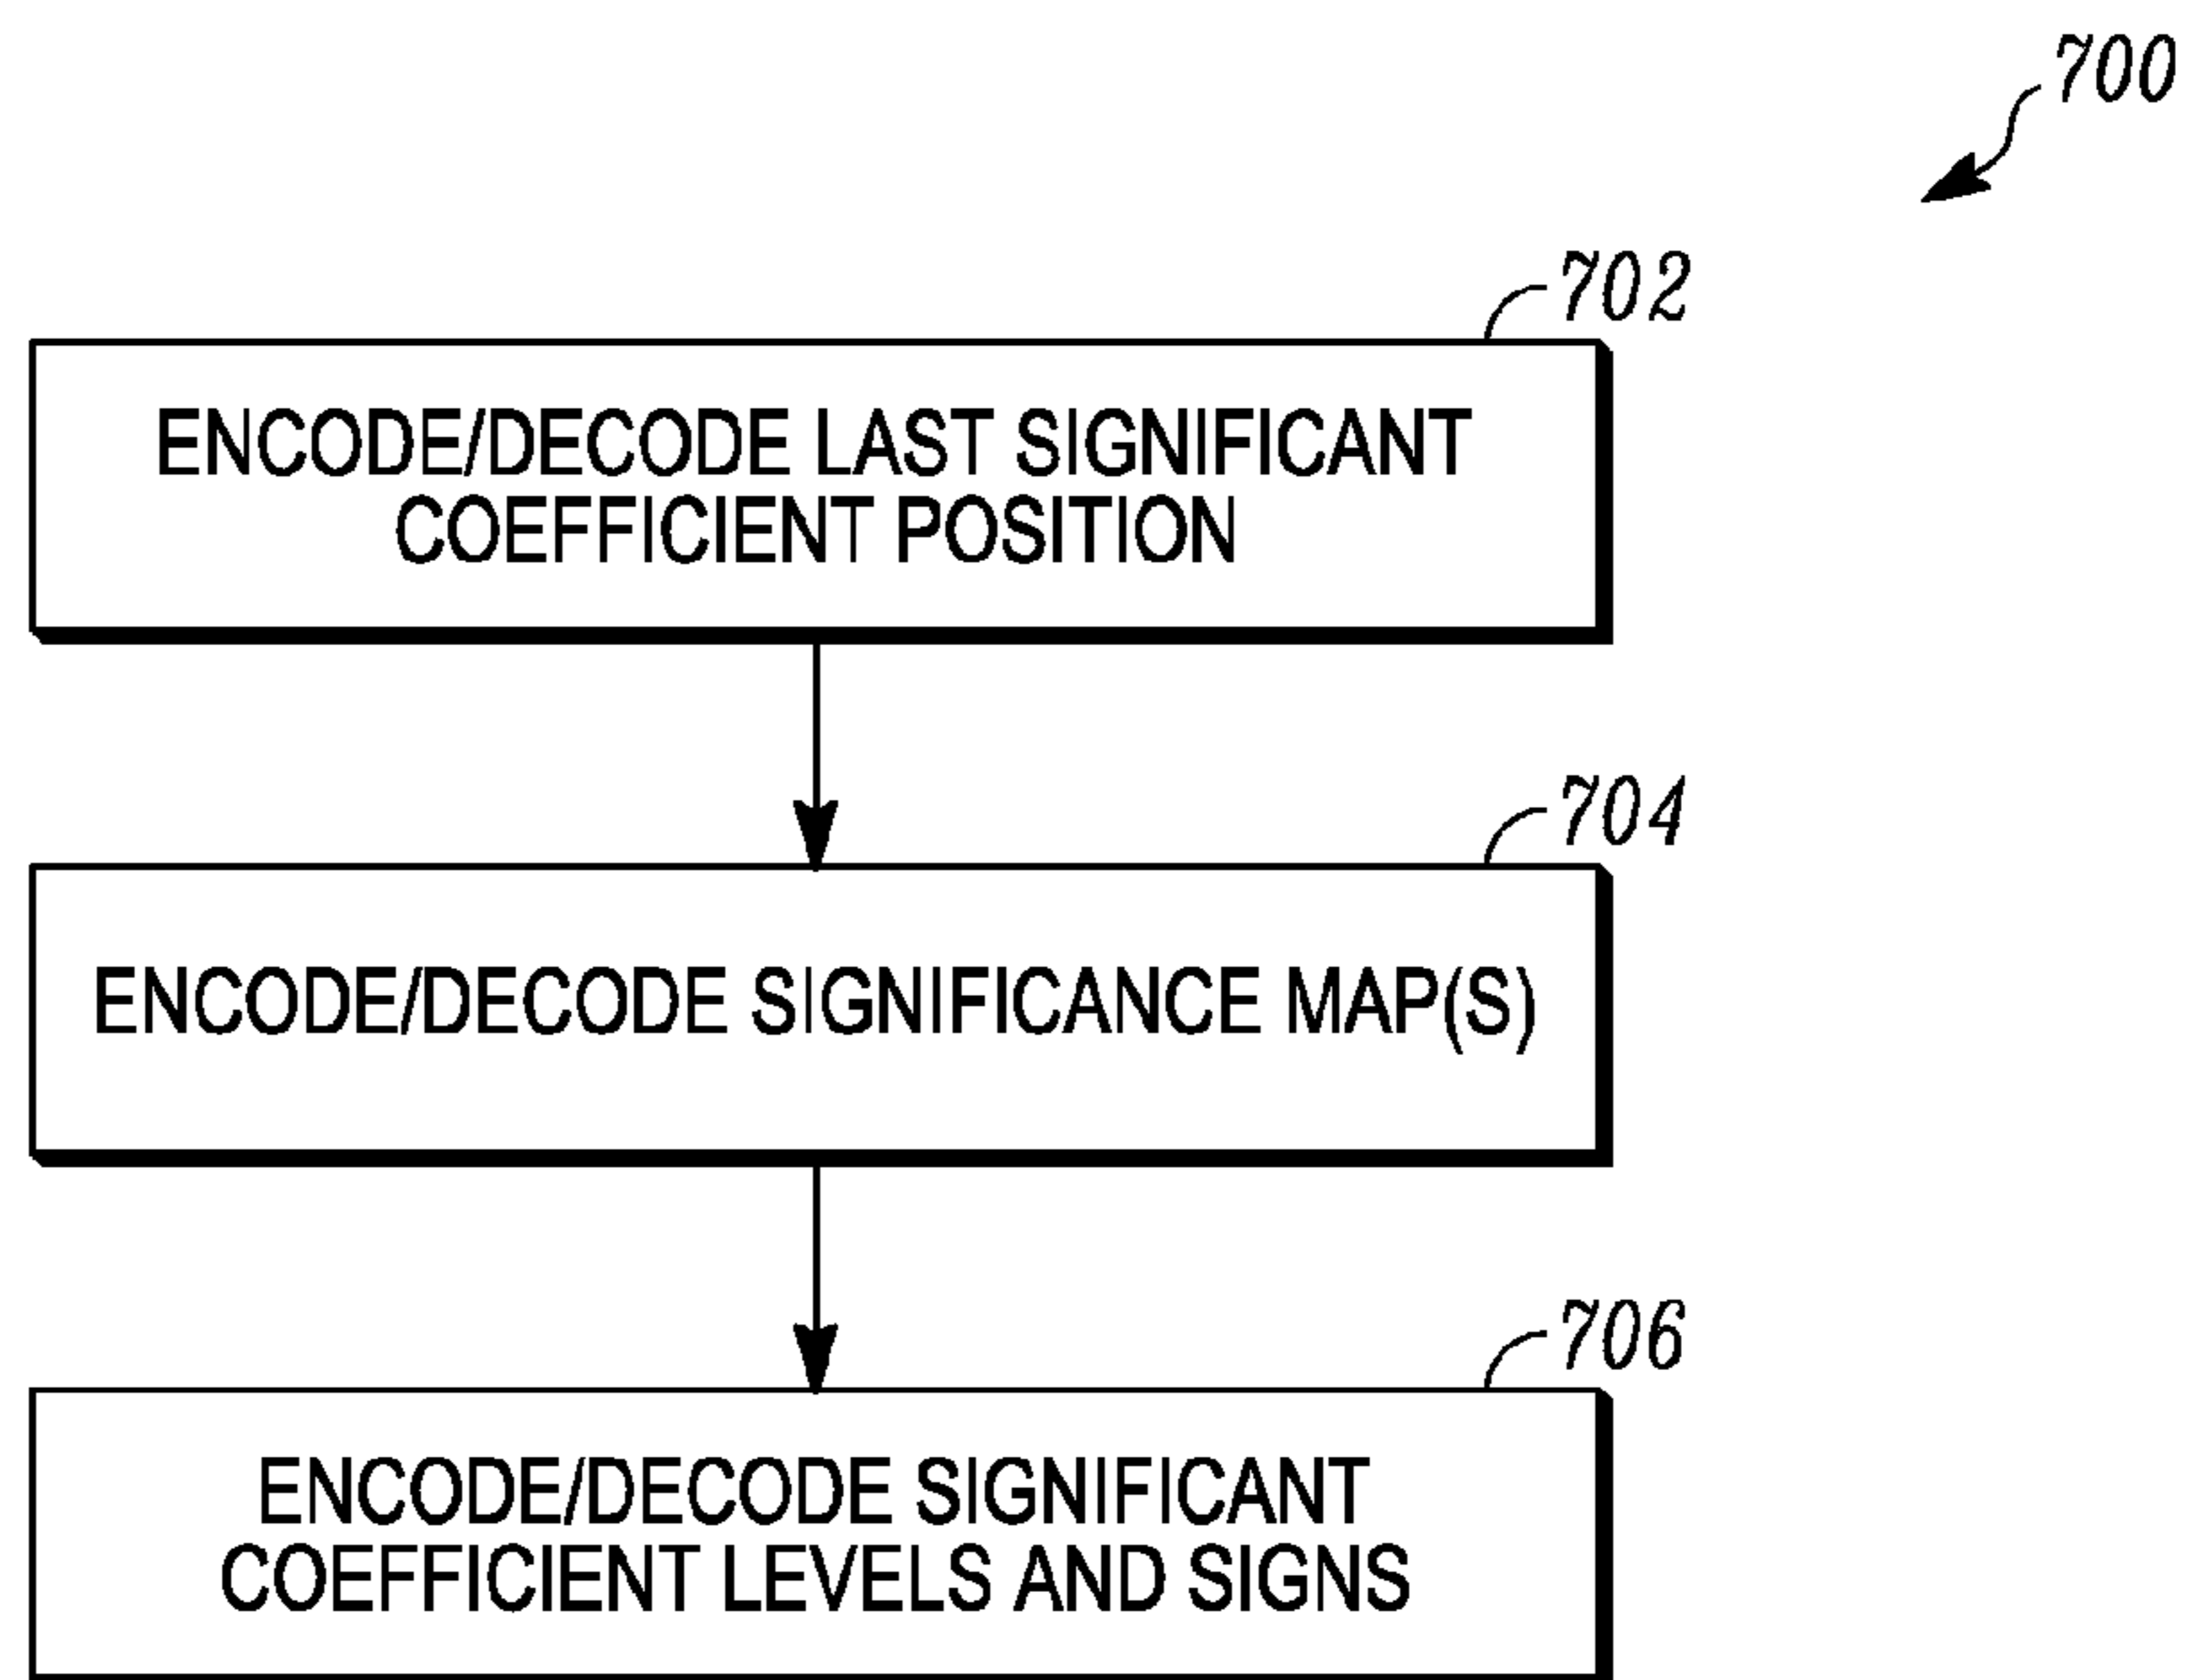 700
702
ENCODE/DECODE LAST SIGNIFICANT
COEFFICIENT POSITION
704
ENCODE/DECODE SIGNIFICANCE MAP(S)
706
ENCODE/DECODE SIGNIFICANT
COEFFICIENT LEVELS AND SIGNS